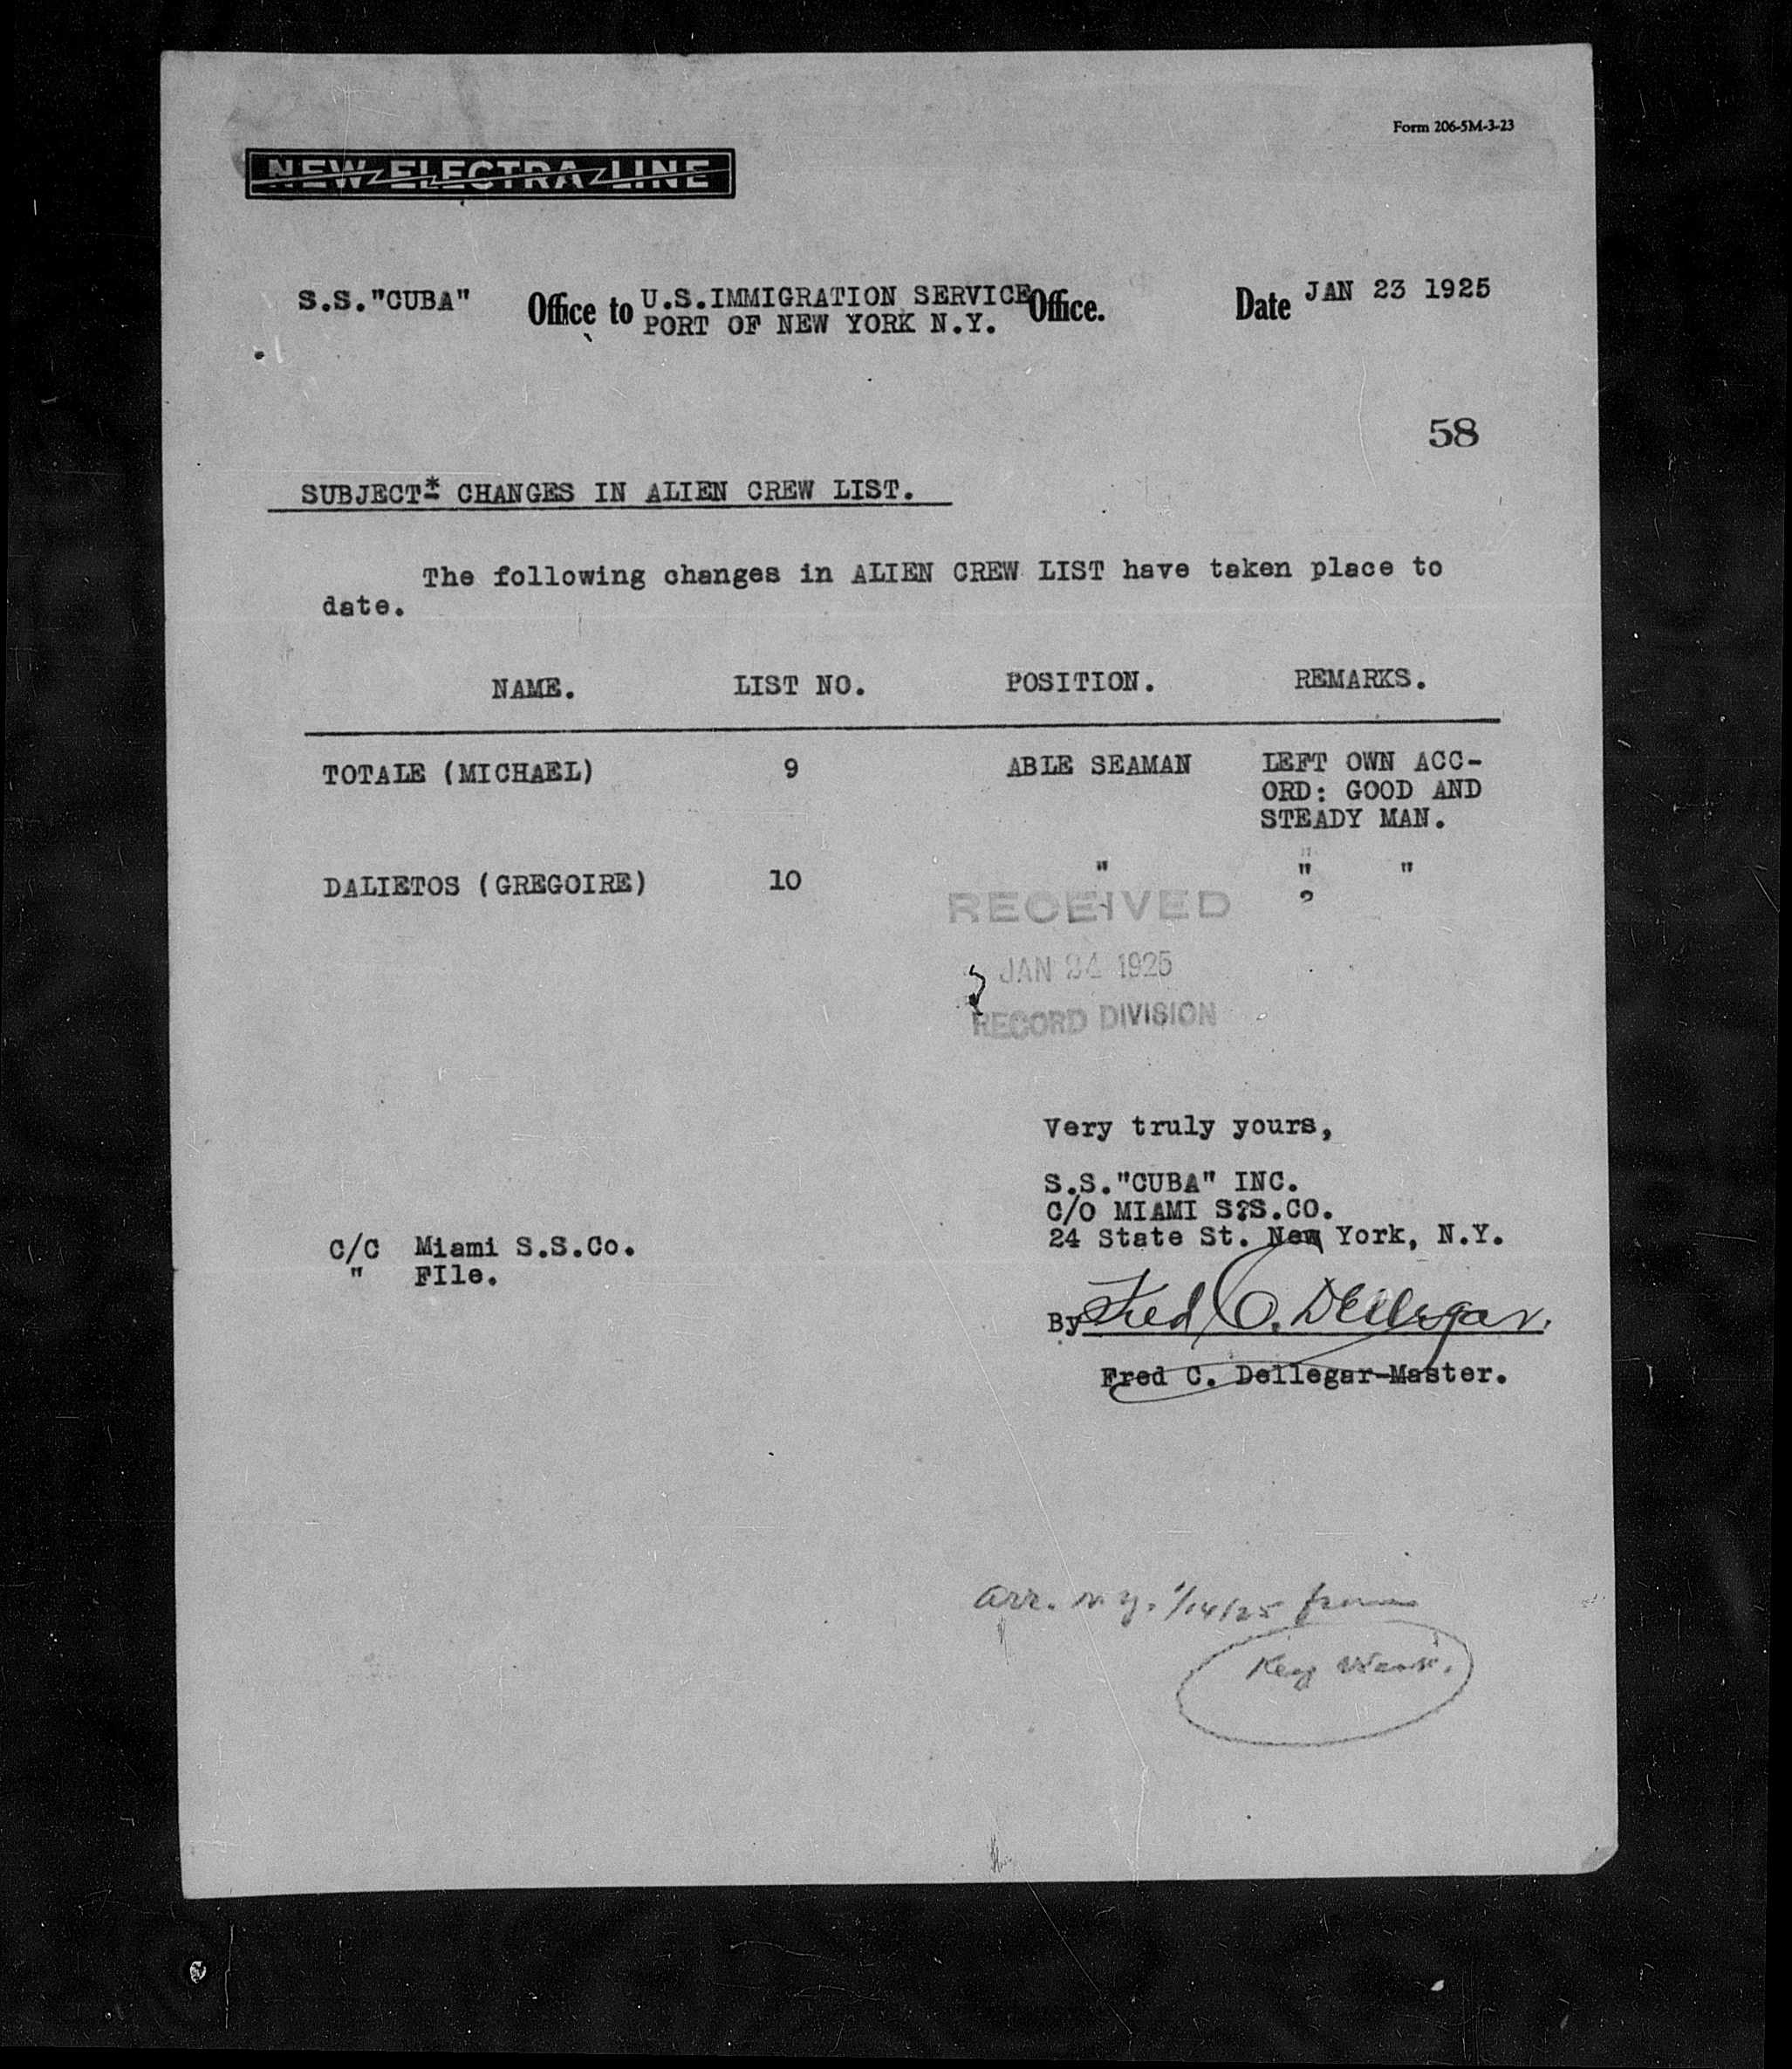 Form 206-5M-3-23
NEW ELECTRA LINE
S.S."CUBA" Office to U.S.IMMIGRATION SERVICE Office. Date JAN 23 1925
PORT OF NEW YORK N.Y.
58
SUBJECT* CHANGES IN ALIEN CREW LIST.
The following changes in ALIEN CREW LIST have taken place to
date.
NAME. LIST NO. POSITION. REMARKS.
TOTALE (MICHAEL) 9 ABLE SEAMAN LEFT OWN ACC-
ORD: GOOD AND
STEADY MAN.
DALIETOS (GREGOIRE) 10 " " "
?
RECEIVED
JAN 24 1925
RECORD DIVISION
Very truly yours,
S.S."CUBA" INC.
C/O MIAMI S?S.CO.
24 State St. New York, N.Y.
C/C Miami S.S.Co.
" FIle.
By Fred C. Dellegar.
Fred C. Dellegar-Master.
arr. N.Y. 1/14/25 from
Key West.